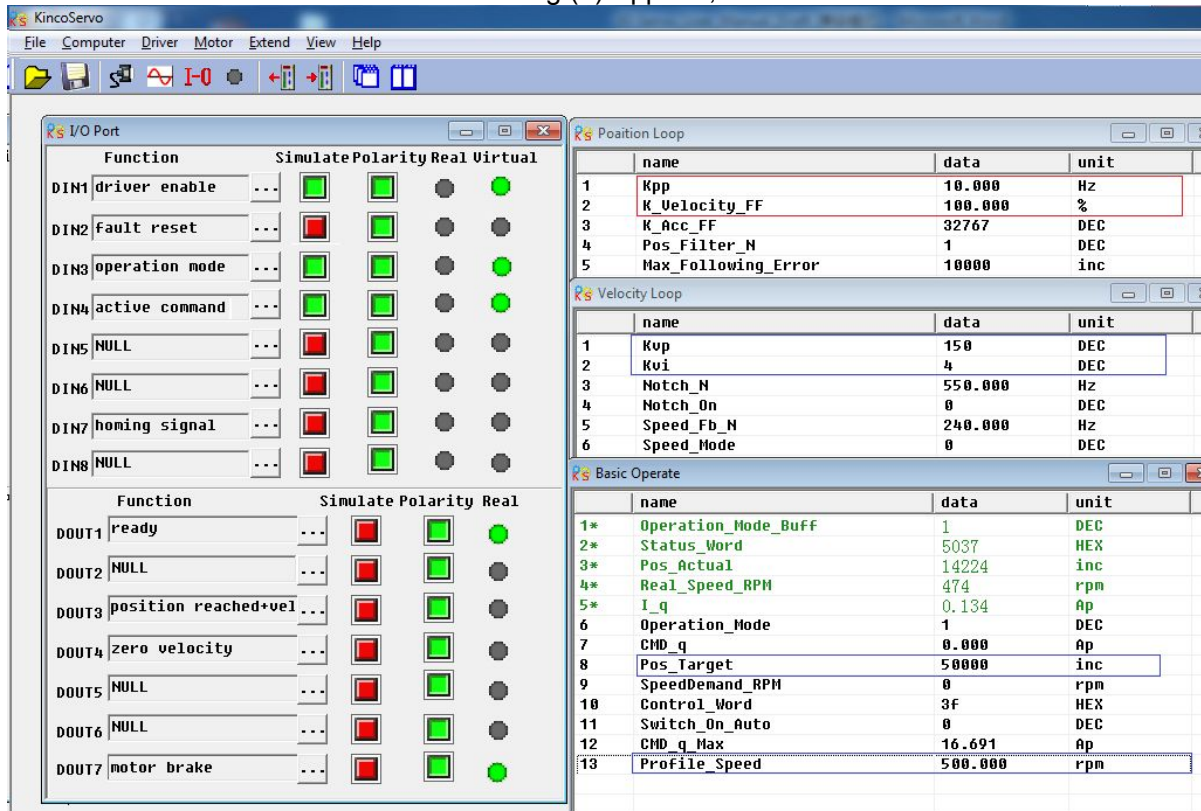 KincoServo
File Computer Driver Motor Extend View Help
I-O
I/O Port
Function Simulate Polarity Real Virtual
DIN1 driver enable ...
DIN2 fault reset ...
DIN3 operation mode ...
DIN4 active command ...
DIN5 NULL ...
DIN6 NULL ...
DIN7 homing signal ...
DIN8 NULL ...
Function Simulate Polarity Real
DOUT1 ready ...
DOUT2 NULL ...
DOUT3 position reached+vel ...
DOUT4 zero velocity ...
DOUT5 NULL ...
DOUT6 NULL ...
DOUT7 motor brake ...
Poaition Loop
name data unit
1 Kpp 10.000 Hz
2 K_Velocity_FF 100.000 %
3 K_Acc_FF 32767 DEC
4 Pos_Filter_N 1 DEC
5 Max_Following_Error 10000 inc
Velocity Loop
name data unit
1 Kvp 150 DEC
2 Kvi 4 DEC
3 Notch_N 550.000 Hz
4 Notch_On 0 DEC
5 Speed_Fb_N 240.000 Hz
6 Speed_Mode 0 DEC
Basic Operate
name data unit
1* Operation_Mode_Buff 1 DEC
2* Status_Word 5037 HEX
3* Pos_Actual 14224 inc
4* Real_Speed_RPM 474 rpm
5* I_q 0.134 Ap
6 Operation_Mode 1 DEC
7 CMD_q 0.000 Ap
8 Pos_Target 50000 inc
9 SpeedDemand_RPM 0 rpm
10 Control_Word 3f HEX
11 Switch_On_Auto 0 DEC
12 CMD_q_Max 16.691 Ap
13 Profile_Speed 500.000 rpm